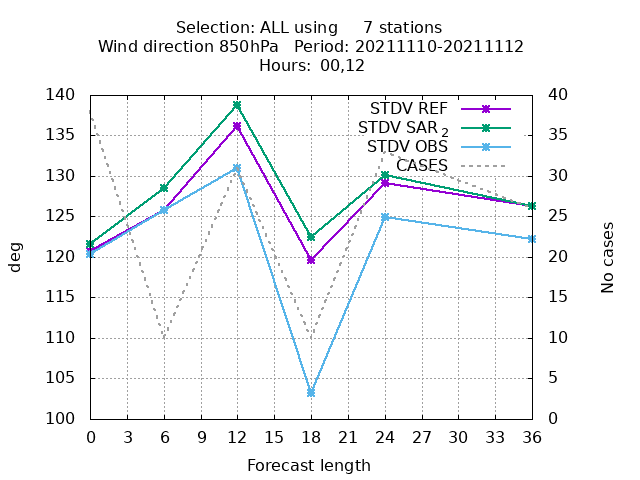 Selection: ALL using 7 stations
Wind direction 850hPa Period: 20211110-20211112
Hours: 00,12
140 40
STDV REF
135 STDV SAR 2 35
STDV OBS
CASES
130 30
125 25
deg
120 20
No cases
115 15
110 10
105 5
100 0
0 3 6 9 12 15 18 21 24 27 30 33 36
Forecast length